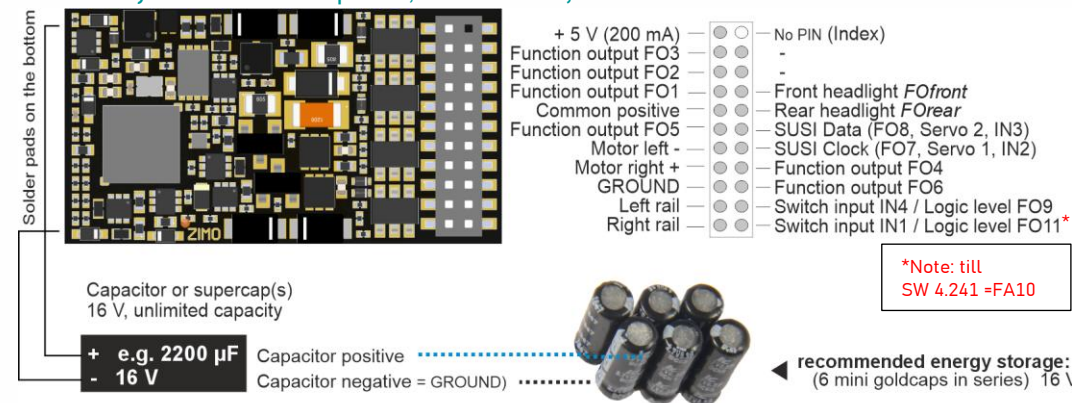 Solder pads on the bottom
ZIMO
+ 5 V (200 mA)
Function output FO3
Function output FO2
Function output FO1
Common positive
Function output FO5
Motor left -
Motor right +
GROUND
Left rail
Right rail
No PIN (Index)
-
-
Front headlight FOfront
Rear headlight FOrear
SUSI Data (FO8, Servo 2, IN3)
SUSI Clock (FO7, Servo 1, IN2)
Function output FO4
Function output FO6
Switch input IN4 / Logic level FO9
Switch input IN1 / Logic level FO11*
*Note: till
SW 4.241 =FA10
Capacitor or supercap(s)
16 V, unlimited capacity
+ e.g. 2200 µF
- 16 V
Capacitor positive
Capacitor negative = GROUND)
recommended energy storage:
(6 mini goldcaps in series) 16